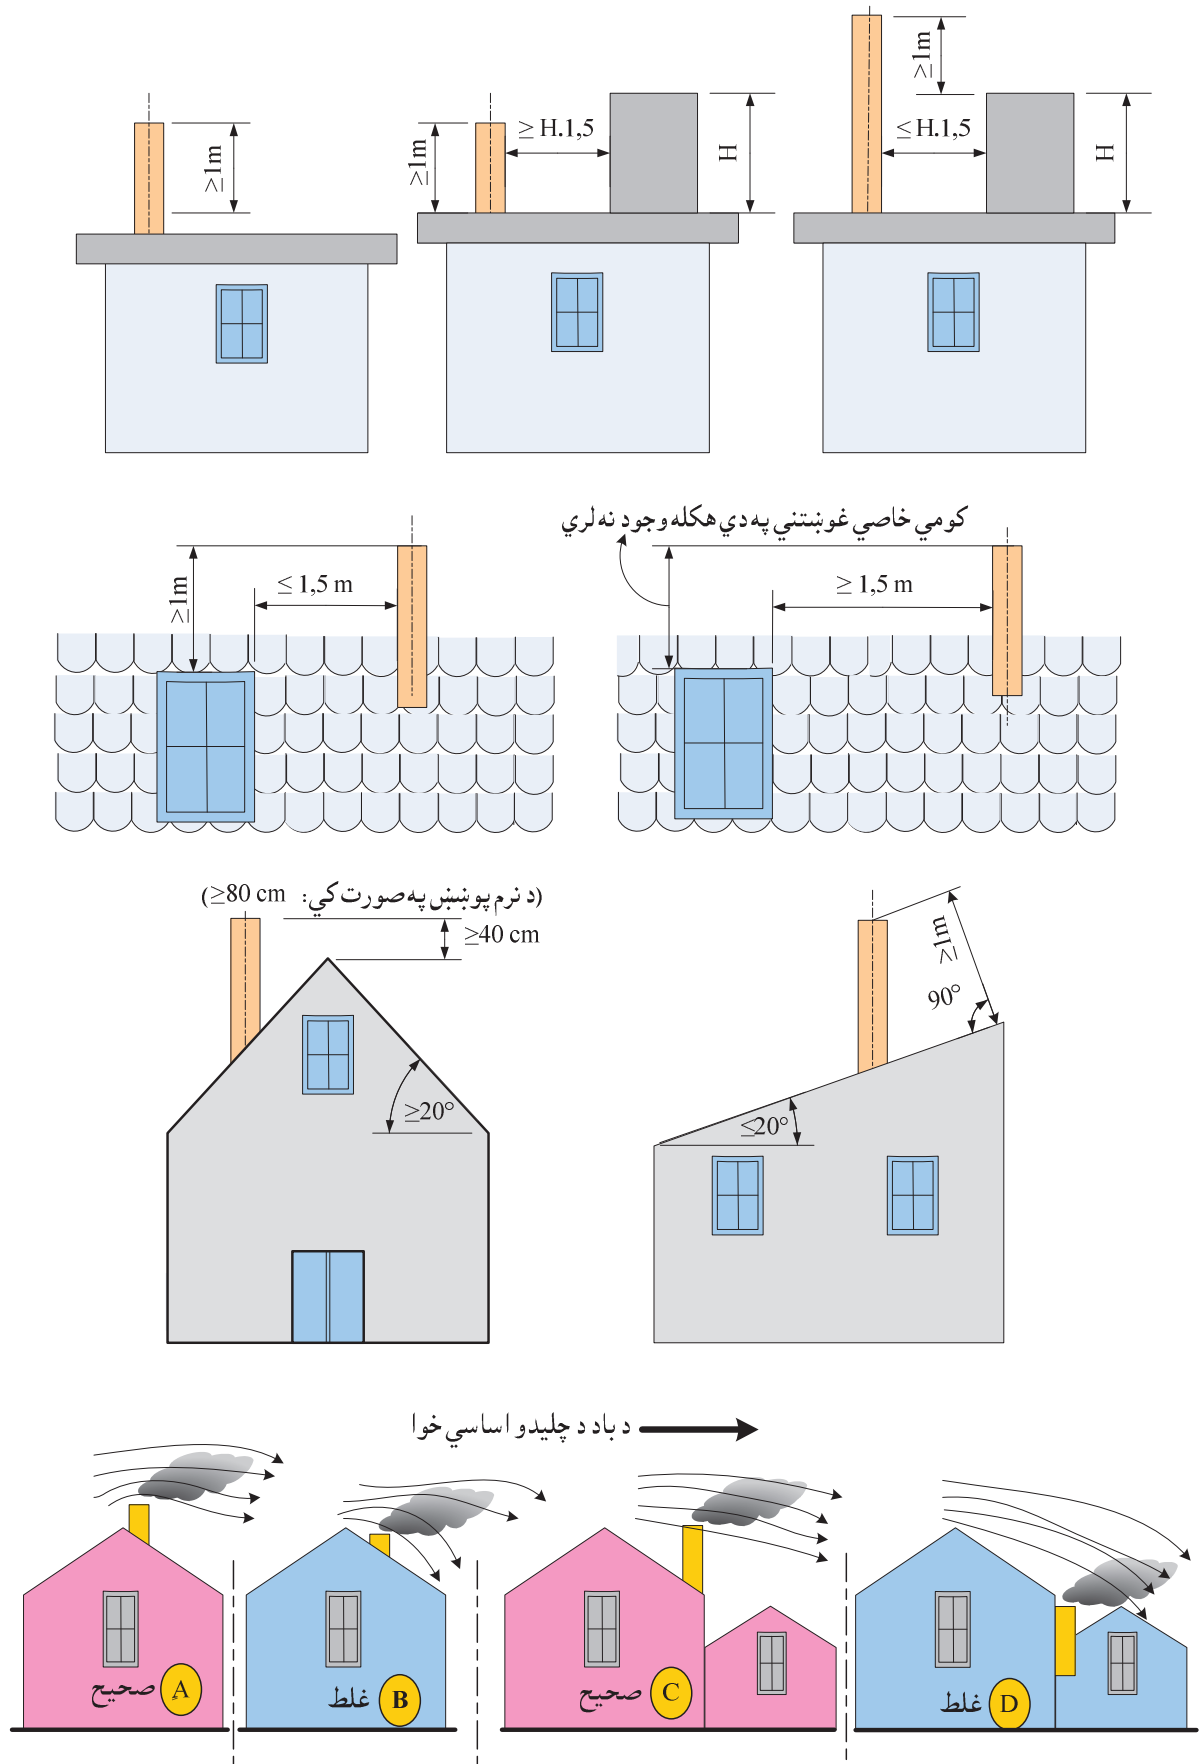 ≥1m
≥1m
≥ H.1,5
H
≥1m
≤ H.1,5
H
کومي خاصي غوښتني په دي هکله وجود نه لري
≥1m
≤ 1,5 m
≥ 1,5 m
(د نرم پوښښ په صورت کي: ≥80 cm)
≥40 cm
≥20°
≥1m
90°
≤20°
د باد د چليدو اساسي خوا
صحيح A
غلط B
صحيح C
غلط D